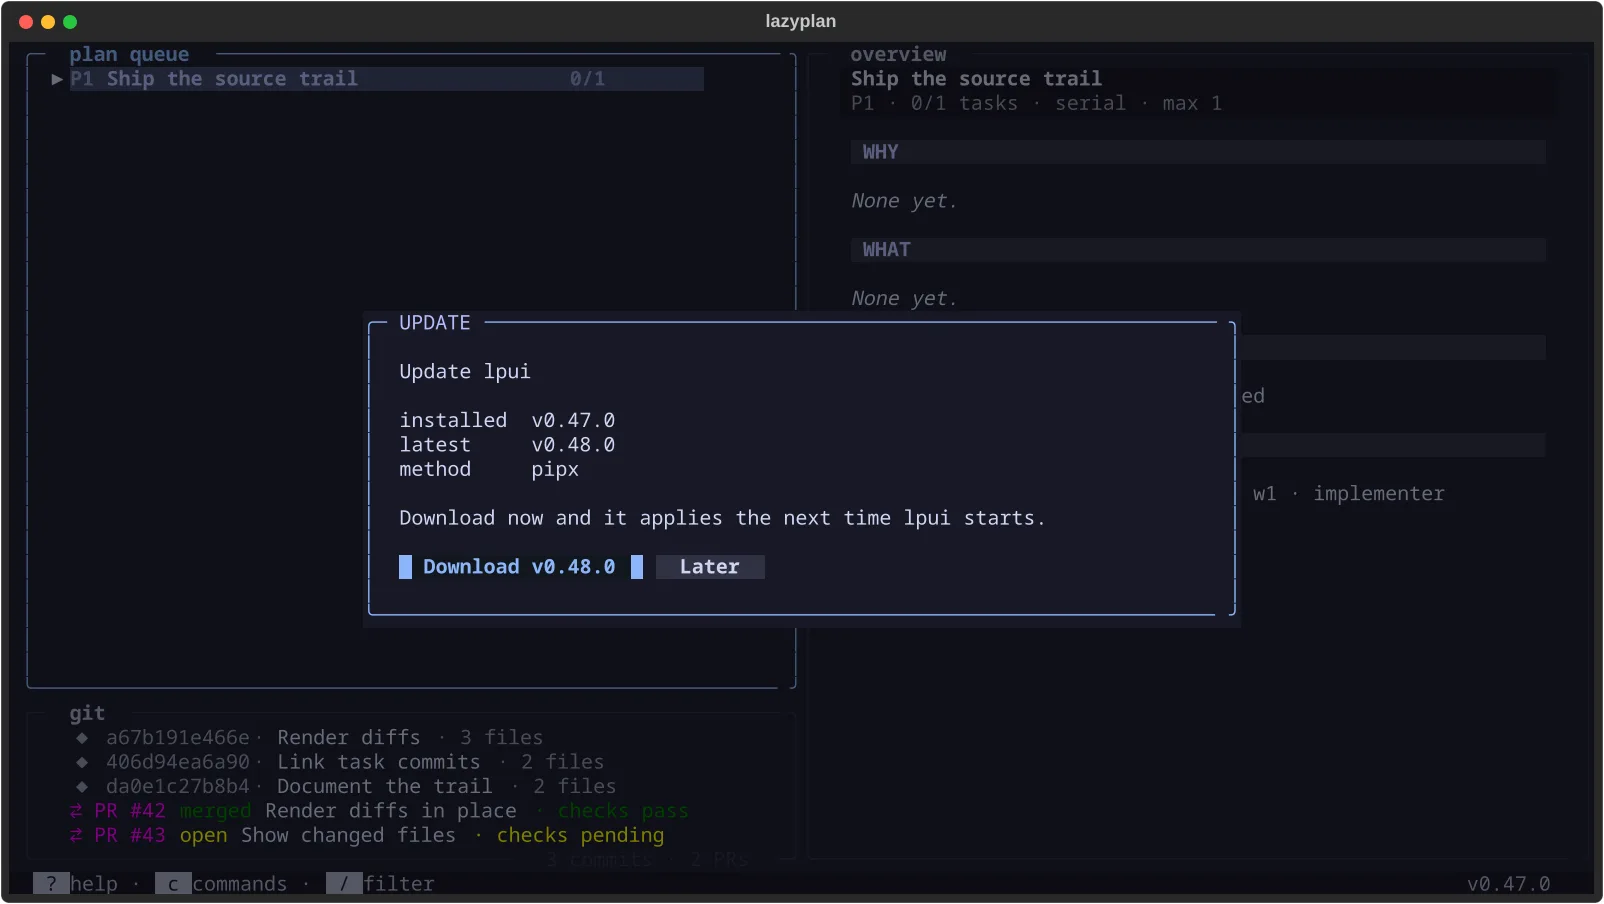 lazyplan
plan queue
▶ P1 Ship the source trail 0/1
overview
Ship the source trail
P1 · 0/1 tasks · serial · max 1
WHY
None yet.
WHAT
None yet.
ed
w1 · implementer
UPDATE
Update lpui
installed v0.47.0
latest v0.48.0
method pipx
Download now and it applies the next time lpui starts.
Download v0.48.0 Later
git
◆ a67b191e466e · Render diffs · 3 files
◆ 406d94ea6a90 · Link task commits · 2 files
◆ da0e1c27b8b4 · Document the trail · 2 files
⇄ PR #42 merged Render diffs in place · checks pass
⇄ PR #43 open Show changed files · checks pending
3 commits · 2 PRs
? help · c commands · / filter
v0.47.0